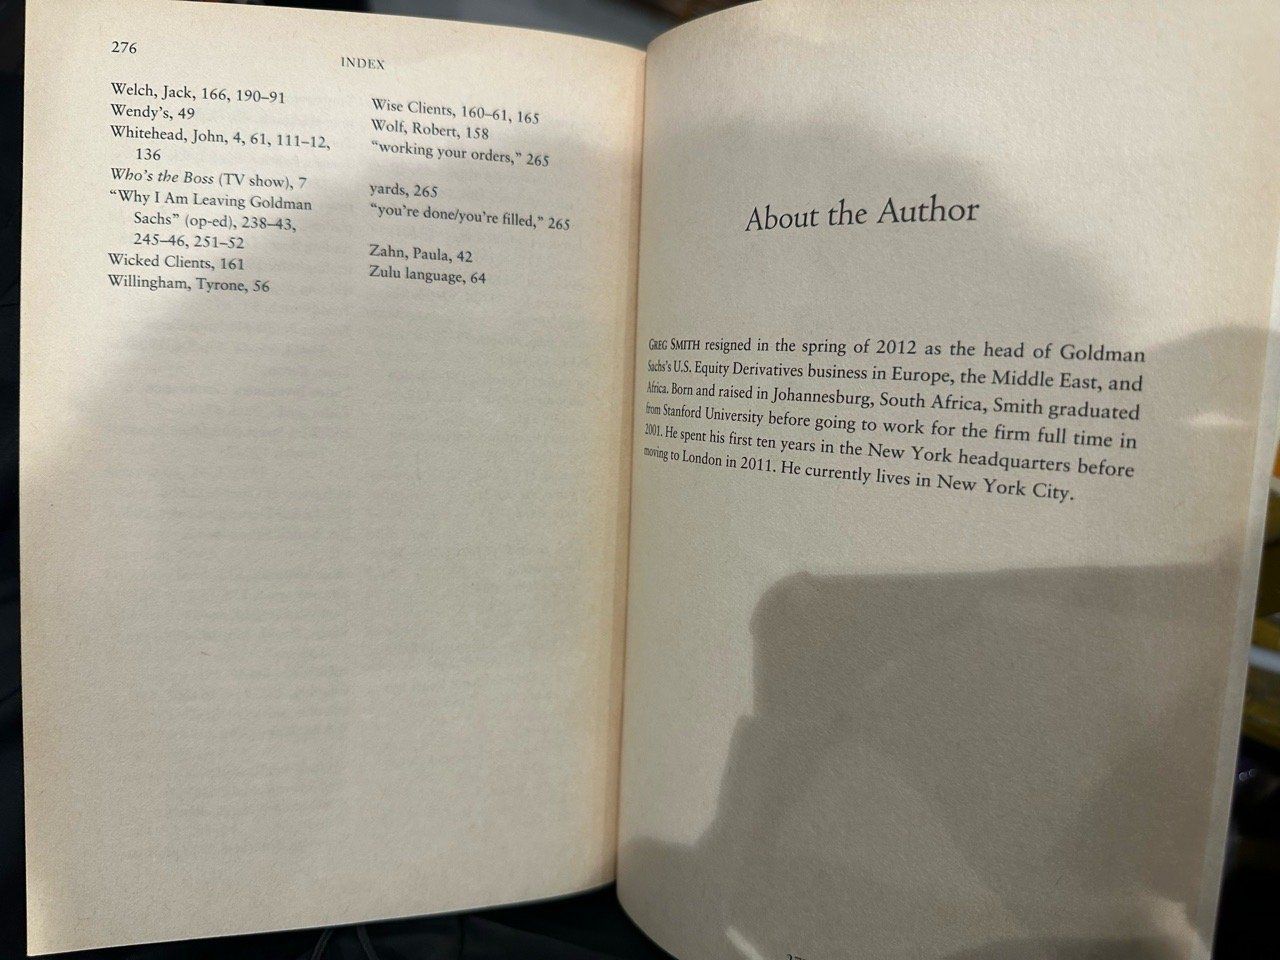 276
INDEX
Welch, Jack, 166, 190–91
Wendy's, 49
Whitehead, John, 4, 61, 111–12,
136
Who's the Boss (TV show), 7
“Why I Am Leaving Goldman
Sachs” (op-ed), 238–43,
245–46, 251–52
Wicked Clients, 161
Willingham, Tyrone, 56
Wise Clients, 160–61, 165
Wolf, Robert, 158
“working your orders,” 265
yards, 265
“you're done/you're filled,” 265
Zahn, Paula, 42
Zulu language, 64
About the Author
GREG SMITH resigned in the spring of 2012 as the head of Goldman
Sachs's U.S. Equity Derivatives business in Europe, the Middle East, and
Africa. Born and raised in Johannesburg, South Africa, Smith graduated
from Stanford University before going to work for the firm full time in
2001. He spent his first ten years in the New York headquarters before
moving to London in 2011. He currently lives in New York City.